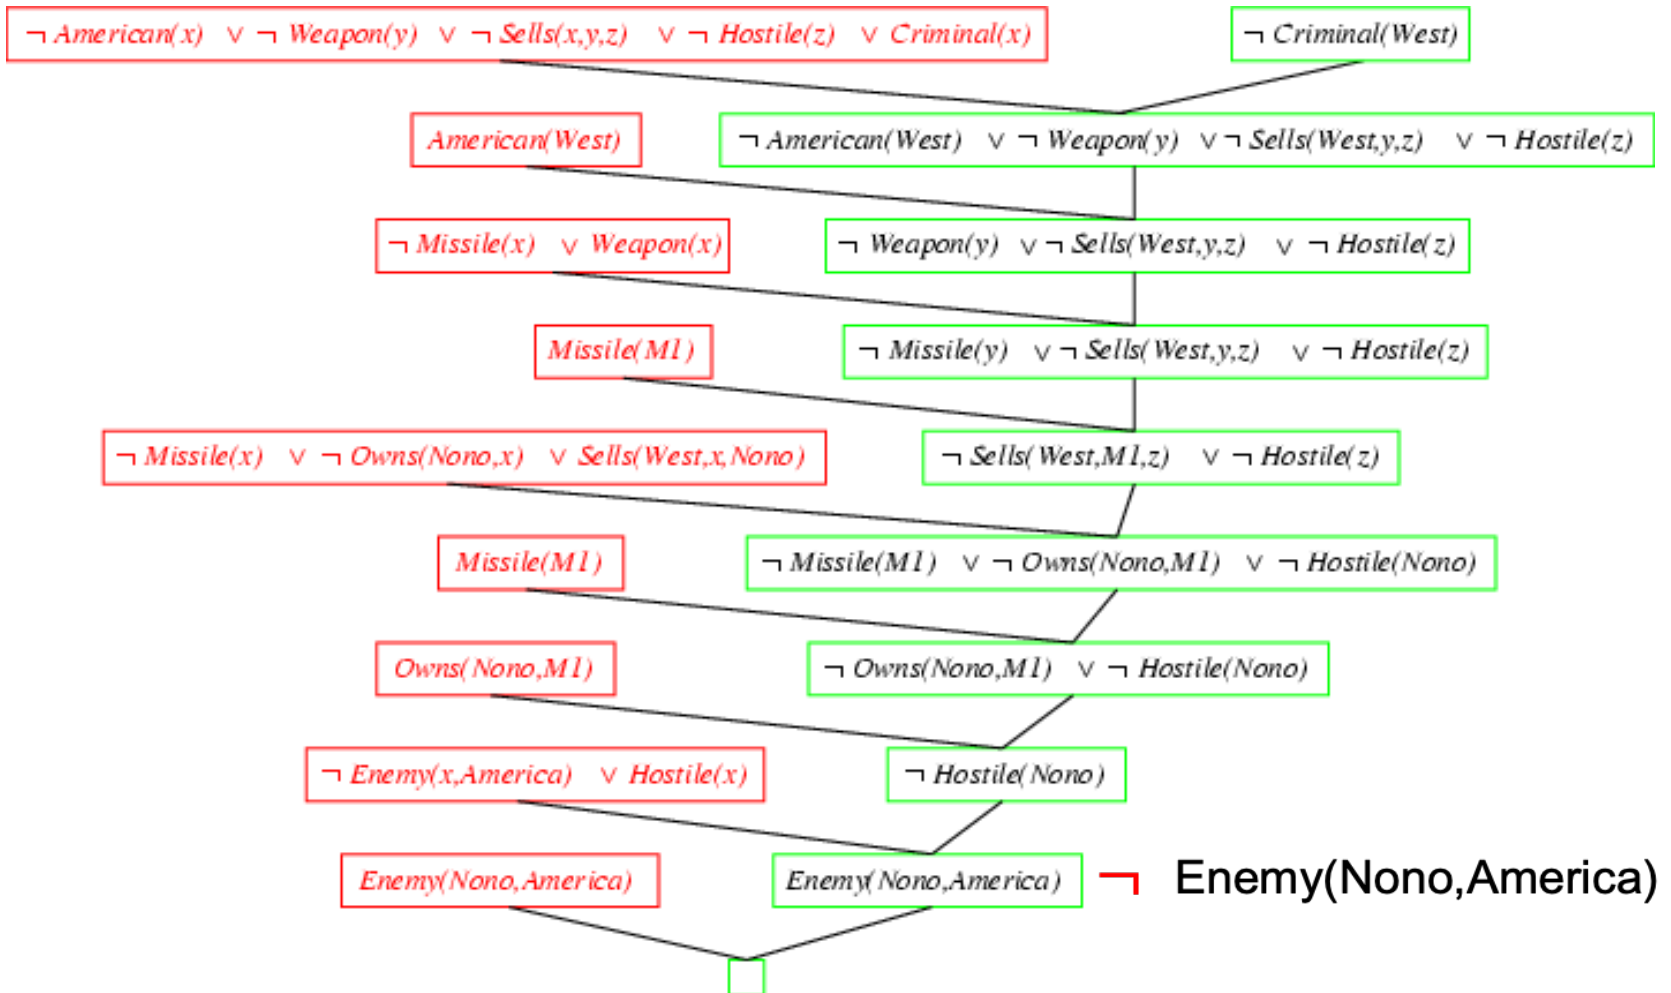 ¬ American(x) ∨ ¬ Weapon(y) ∨ ¬ Sells(x,y,z) ∨ ¬ Hostile(z) ∨ Criminal(x)
¬ Criminal(West)
American(West)
¬ American(West) ∨ ¬ Weapon(y) ∨ ¬ Sells(West,y,z) ∨ ¬ Hostile(z)
¬ Missile(x) ∨ Weapon(x)
¬ Weapon(y) ∨ ¬ Sells(West,y,z) ∨ ¬ Hostile(z)
Missile(M1)
¬ Missile(y) ∨ ¬ Sells(West,y,z) ∨ ¬ Hostile(z)
¬ Missile(x) ∨ ¬ Owns(Nono,x) ∨ Sells(West,x,Nono)
¬ Sells(West,M1,z) ∨ ¬ Hostile(z)
Missile(M1)
¬ Missile(M1) ∨ ¬ Owns(Nono,M1) ∨ ¬ Hostile(Nono)
Owns(Nono,M1)
¬ Owns(Nono,M1) ∨ ¬ Hostile(Nono)
¬ Enemy(x,America) ∨ Hostile(x)
¬ Hostile(Nono)
Enemy(Nono,America)
Enemy(Nono,America)
¬ Enemy(Nono,America)